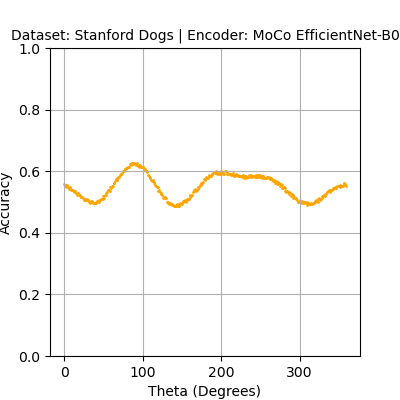 Dataset: Stanford Dogs | Encoder: MoCo EfficientNet-B0
1.0
0.8
0.6
0.4
0.2
0.0
Accuracy
0 100 200 300
Theta (Degrees)